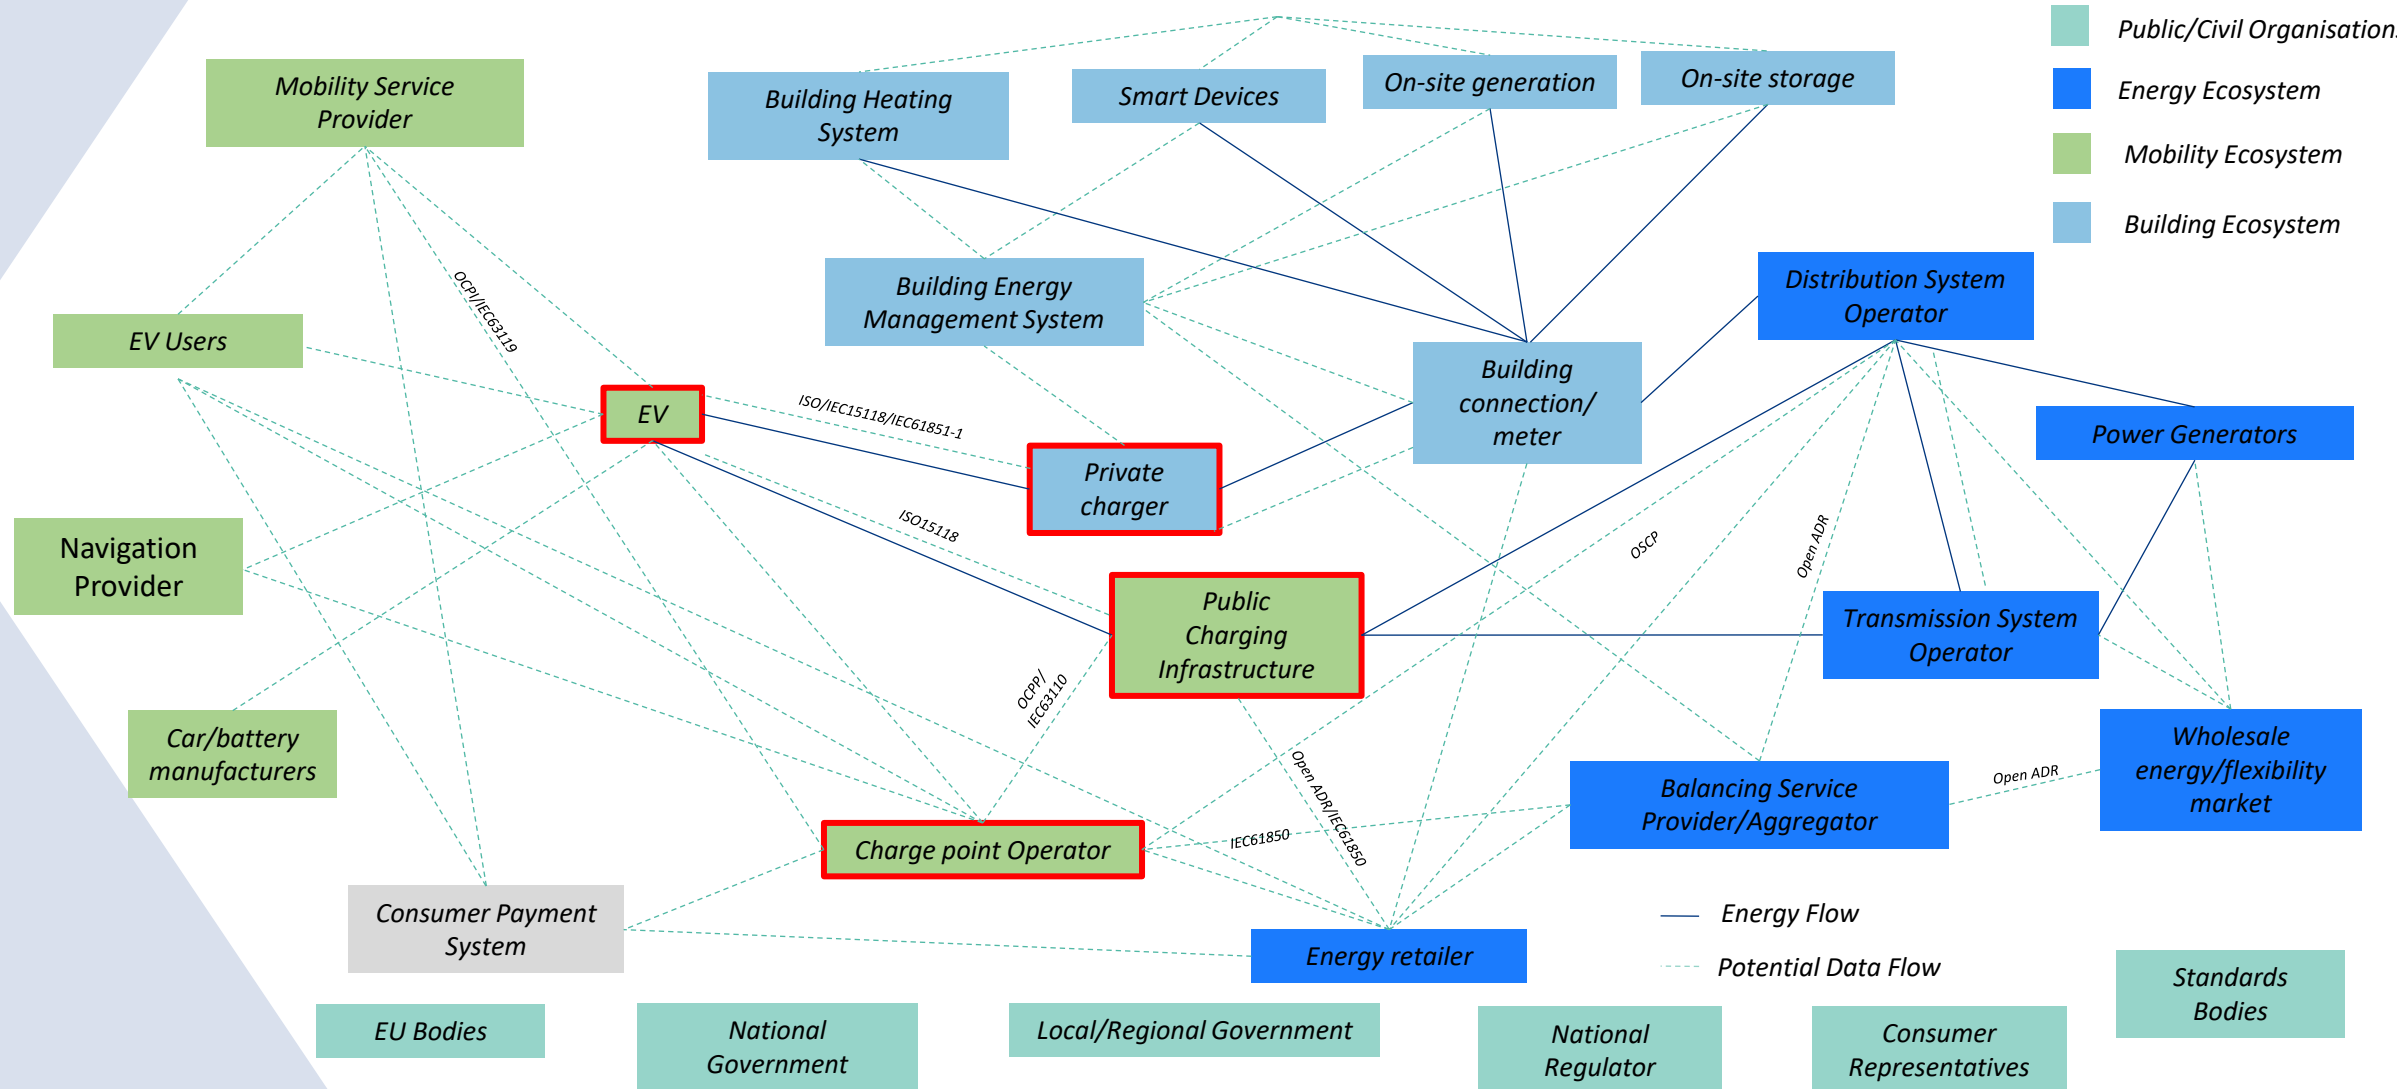 Public/Civil Organisations
Energy Ecosystem
Mobility Ecosystem
Building Ecosystem
Mobility Service
Provider
Building Heating
System
Smart Devices
On-site generation
On-site storage
Building Energy
Management System
Distribution System
Operator
EV Users
OCPI/IEC63119
EV
ISO/IEC15118/IEC61851-1
Building
connection/
meter
Power Generators
Private
charger
Navigation
Provider
ISO15118
OSCP
Open ADR
Public
Charging
Infrastructure
Transmission System
Operator
OCPP/
IEC63110
Car/battery
manufacturers
Open ADR/IEC61850
Balancing Service
Provider/Aggregator
Open ADR
Wholesale
energy/flexibility
market
Charge point Operator
IEC61850
Consumer Payment
System
Energy retailer
Energy Flow
Potential Data Flow
Standards
Bodies
EU Bodies
National
Government
Local/Regional Government
National
Regulator
Consumer
Representatives